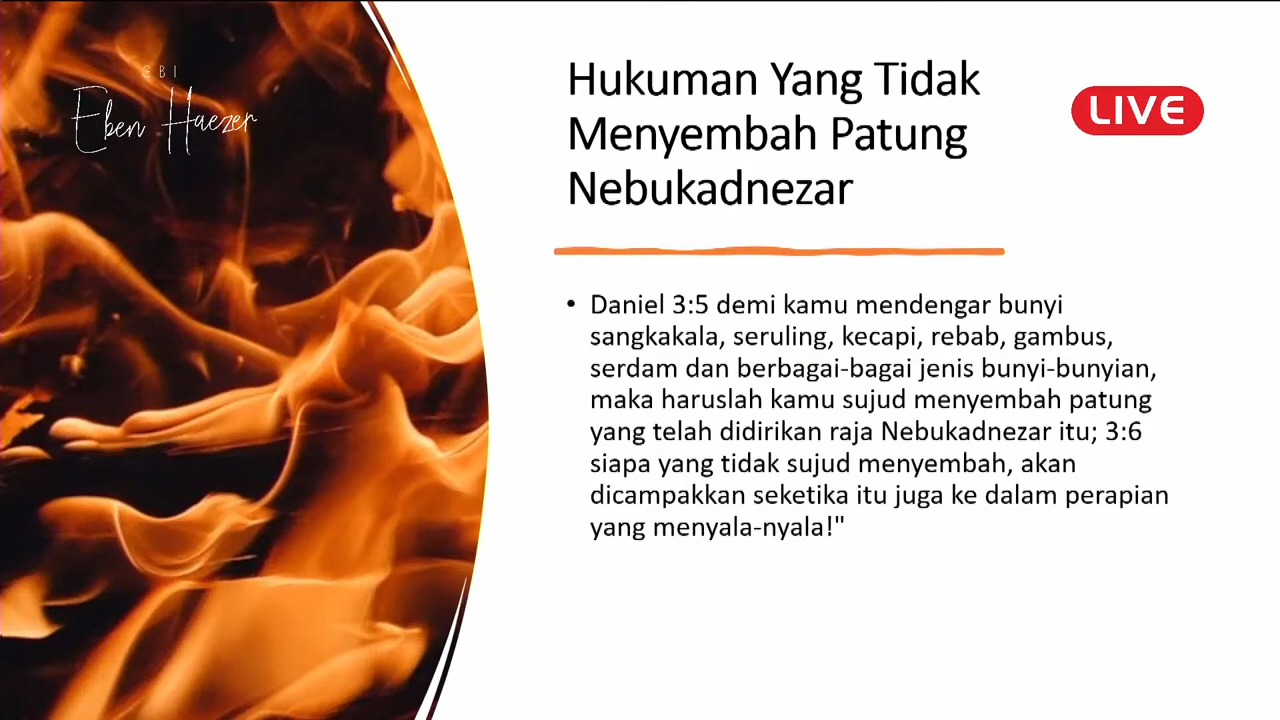 GBI
Eben Haezer
Hukuman Yang Tidak
Menyembah Patung
Nebukadnezar
LIVE
• Daniel 3:5 demi kamu mendengar bunyi
sangkakala, seruling, kecapi, rebab, gambus,
serdam dan berbagai-bagai jenis bunyi-bunyian,
maka haruslah kamu sujud menyembah patung
yang telah didirikan raja Nebukadnezar itu; 3:6
siapa yang tidak sujud menyembah, akan
dicampakkan seketika itu juga ke dalam perapian
yang menyala-nyala!"